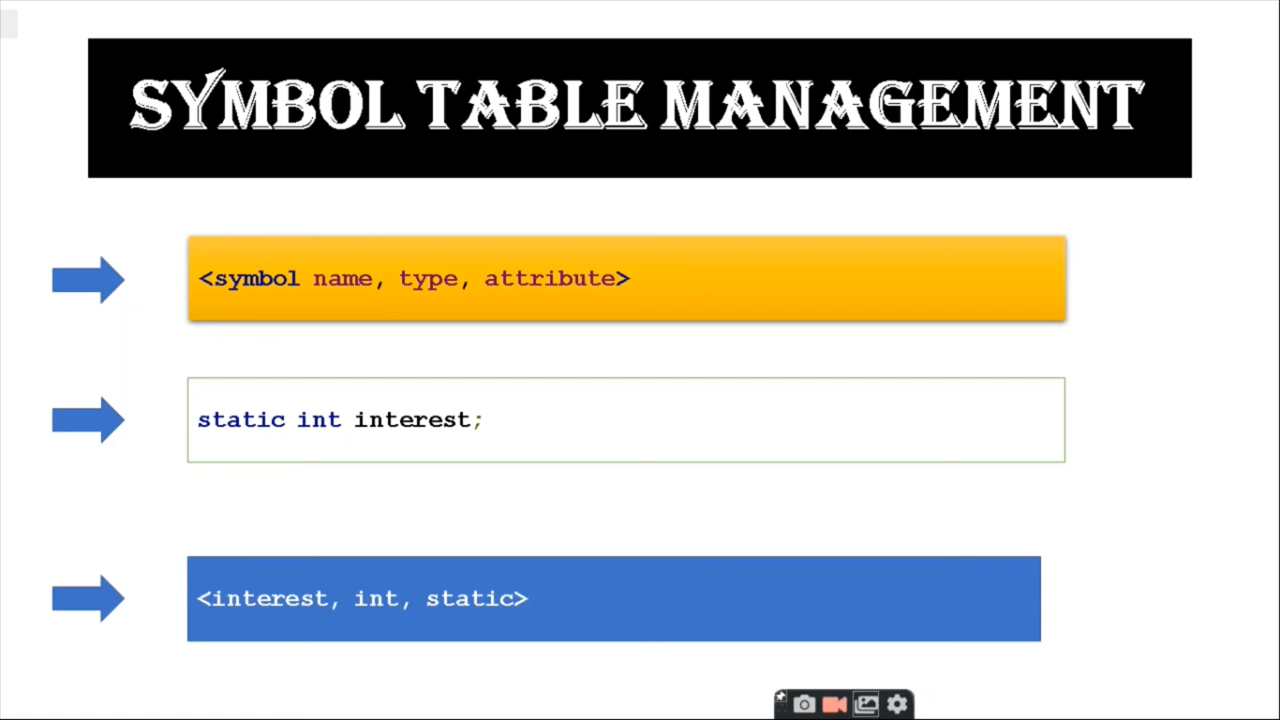 SYMBOL TABLE MANAGEMENT
<symbol name, type, attribute>
static int interest;
<interest, int, static>